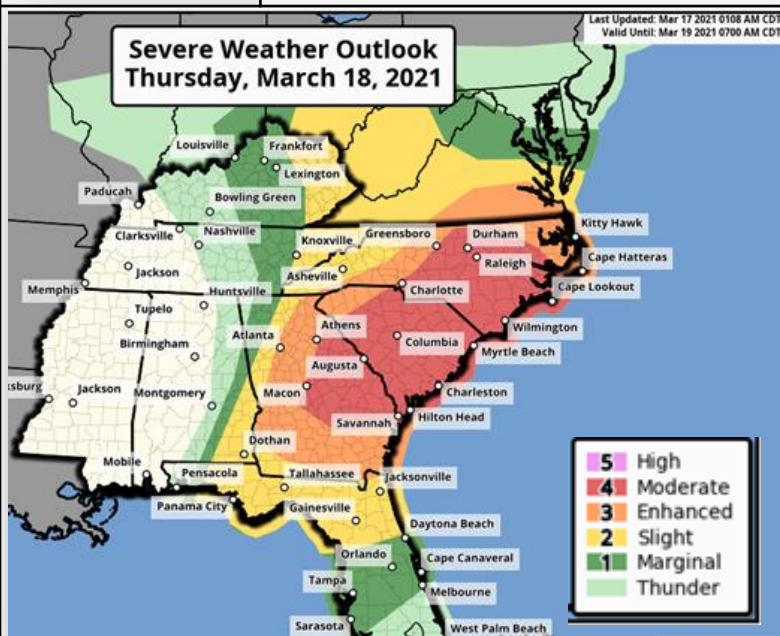 Last Updated: Mar 17 2021 0108 AM CDT
Valid Until: Mar 19 2021 0700 AM CDT
Severe Weather Outlook
Thursday, March 18, 2021
Louisville
Frankfort
Lexington
Paducah
Bowling Green
Clarksville
Nashville
Knoxville
Greensboro
Durham
Kitty Hawk
Raleigh
Cape Hatteras
Jackson
Asheville
Memphis
Huntsville
Charlotte
Cape Lookout
Tupelo
Athens
Wilmington
Atlanta
Birmingham
Columbia
Myrtle Beach
Augusta
ksburg
Jackson
Montgomery
Macon
Charleston
Savannah
Hilton Head
Dothan
Mobile
Pensacola
Tallahassee
Jacksonville
Panama City
Gainesville
Daytona Beach
Orlando
Cape Canaveral
Tampa
Melbourne
Sarasota
West Palm Beach
5 High
4 Moderate
3 Enhanced
2 Slight
1 Marginal
Thunder